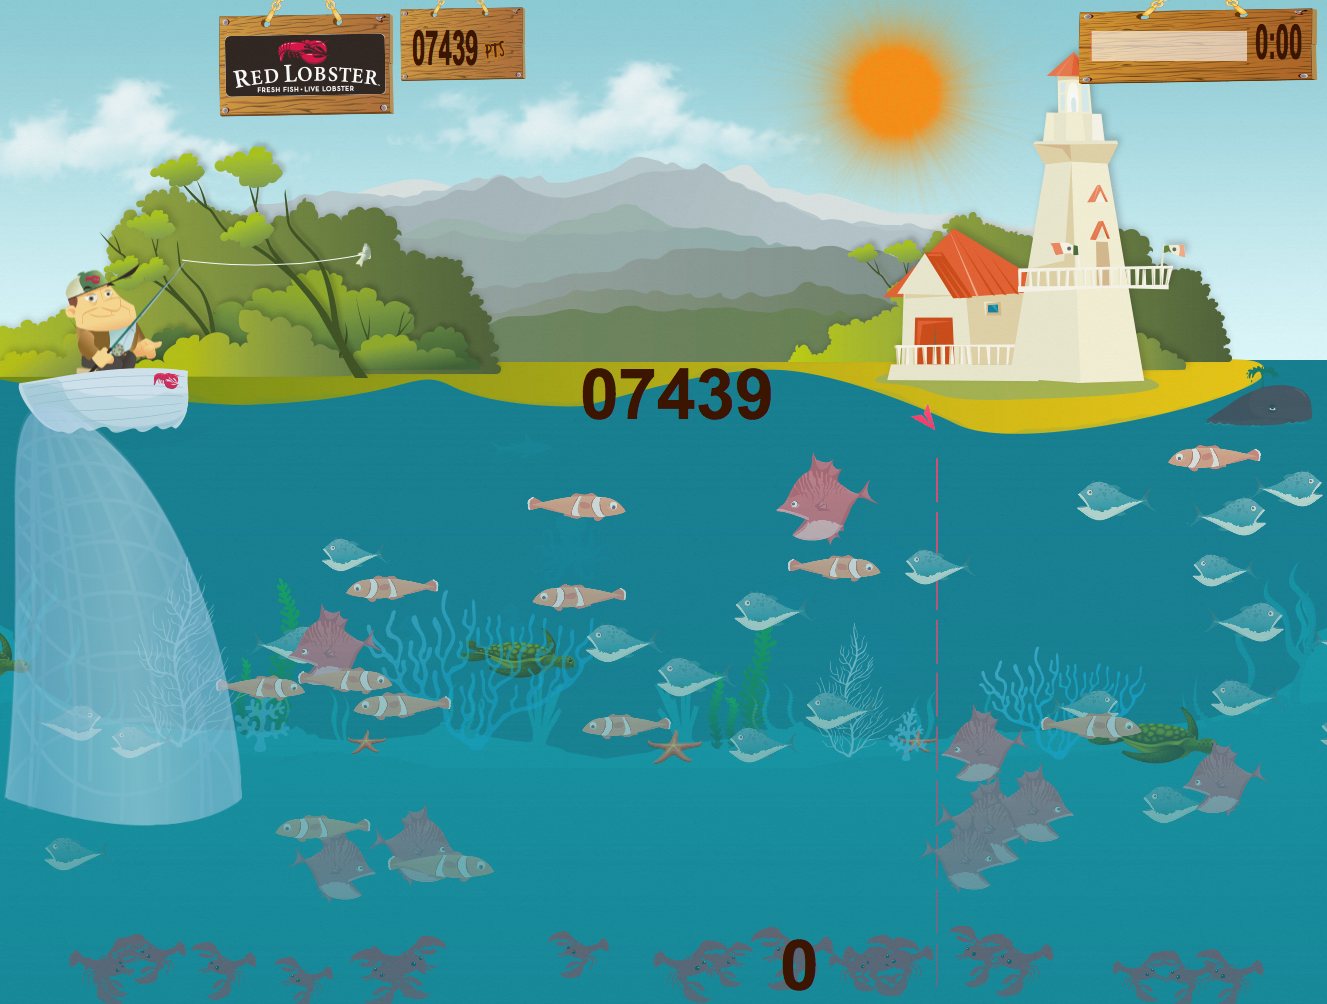 RED LOBSTER
FRESH FISH • LIVE LOBSTER
07439 PTS
0:00
07439
0